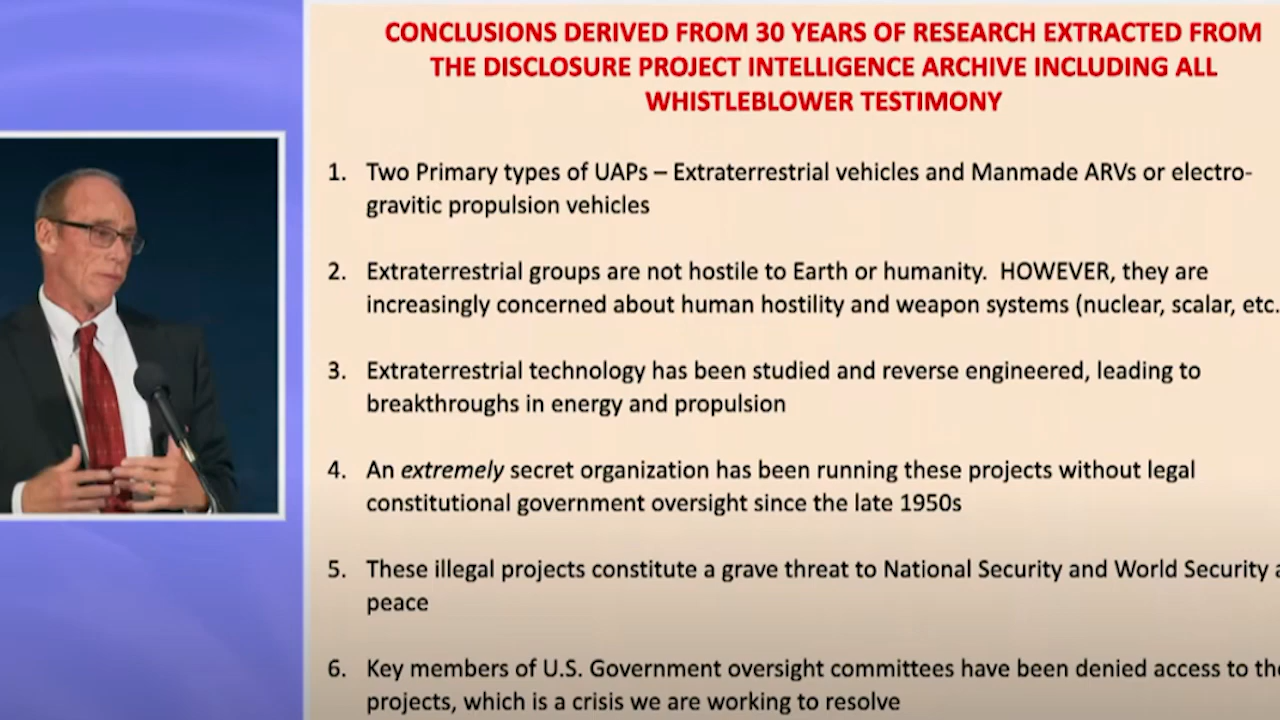 CONCLUSIONS DERIVED FROM 30 YEARS OF RESEARCH EXTRACTED FROM
THE DISCLOSURE PROJECT INTELLIGENCE ARCHIVE INCLUDING ALL
WHISTLEBLOWER TESTIMONY
1. Two Primary types of UAPs – Extraterrestrial vehicles and Manmade ARVs or electro-
gravitic propulsion vehicles
2. Extraterrestrial groups are not hostile to Earth or humanity. HOWEVER, they are
increasingly concerned about human hostility and weapon systems (nuclear, scalar, etc.
3. Extraterrestrial technology has been studied and reverse engineered, leading to
breakthroughs in energy and propulsion
4. An extremely secret organization has been running these projects without legal
constitutional government oversight since the late 1950s
5. These illegal projects constitute a grave threat to National Security and World Security
peace
6. Key members of U.S. Government oversight committees have been denied access to
projects, which is a crisis we are working to resolve